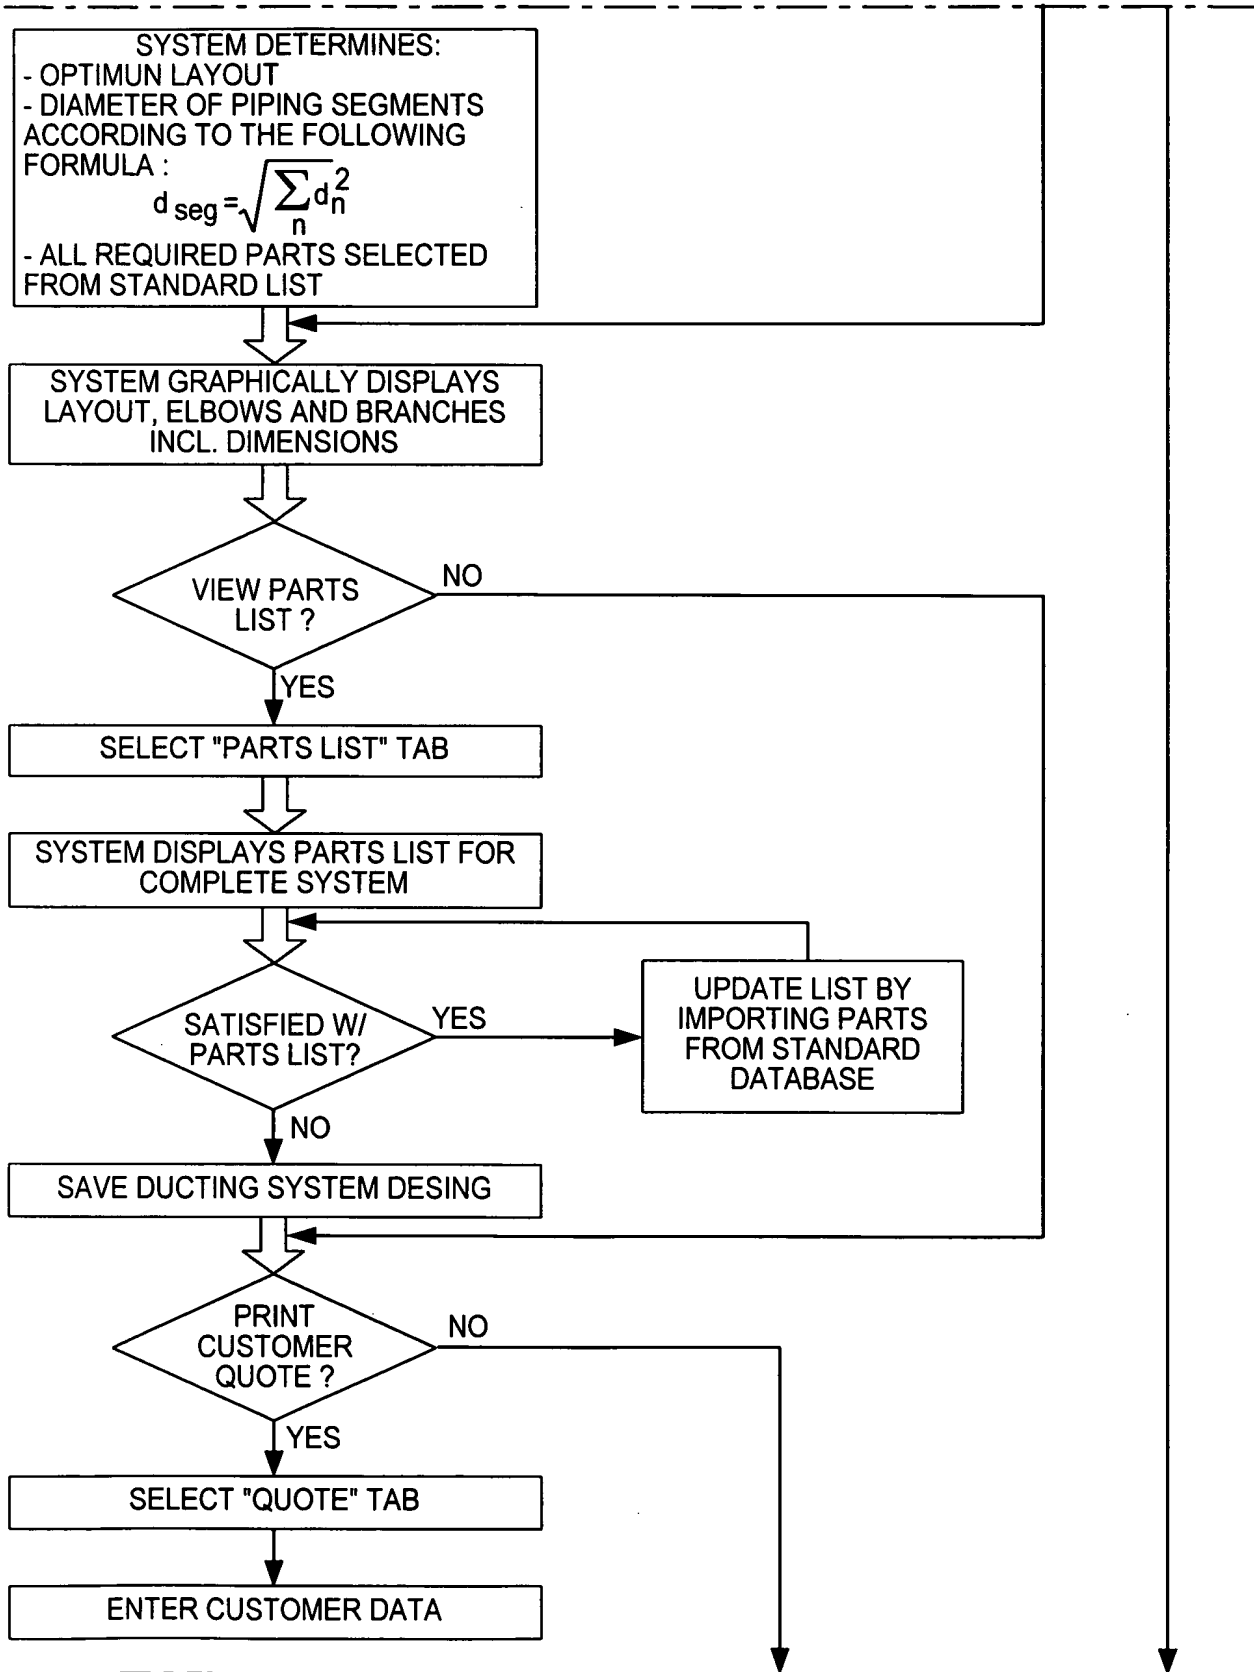 SYSTEM DETERMINES:
- OPTIMUN LAYOUT
- DIAMETER OF PIPING SEGMENTS
ACCORDING TO THE FOLLOWING
FORMULA :
d seg = √ ∑ n d n 2
- ALL REQUIRED PARTS SELECTED
FROM STANDARD LIST
SYSTEM GRAPHICALLY DISPLAYS
LAYOUT, ELBOWS AND BRANCHES
INCL. DIMENSIONS
VIEW PARTS
LIST ?
NO
YES
SELECT "PARTS LIST" TAB
SYSTEM DISPLAYS PARTS LIST FOR
COMPLETE SYSTEM
SATISFIED W/
PARTS LIST?
YES
UPDATE LIST BY
IMPORTING PARTS
FROM STANDARD
DATABASE
NO
SAVE DUCTING SYSTEM DESING
PRINT
CUSTOMER
QUOTE ?
NO
YES
SELECT "QUOTE" TAB
ENTER CUSTOMER DATA